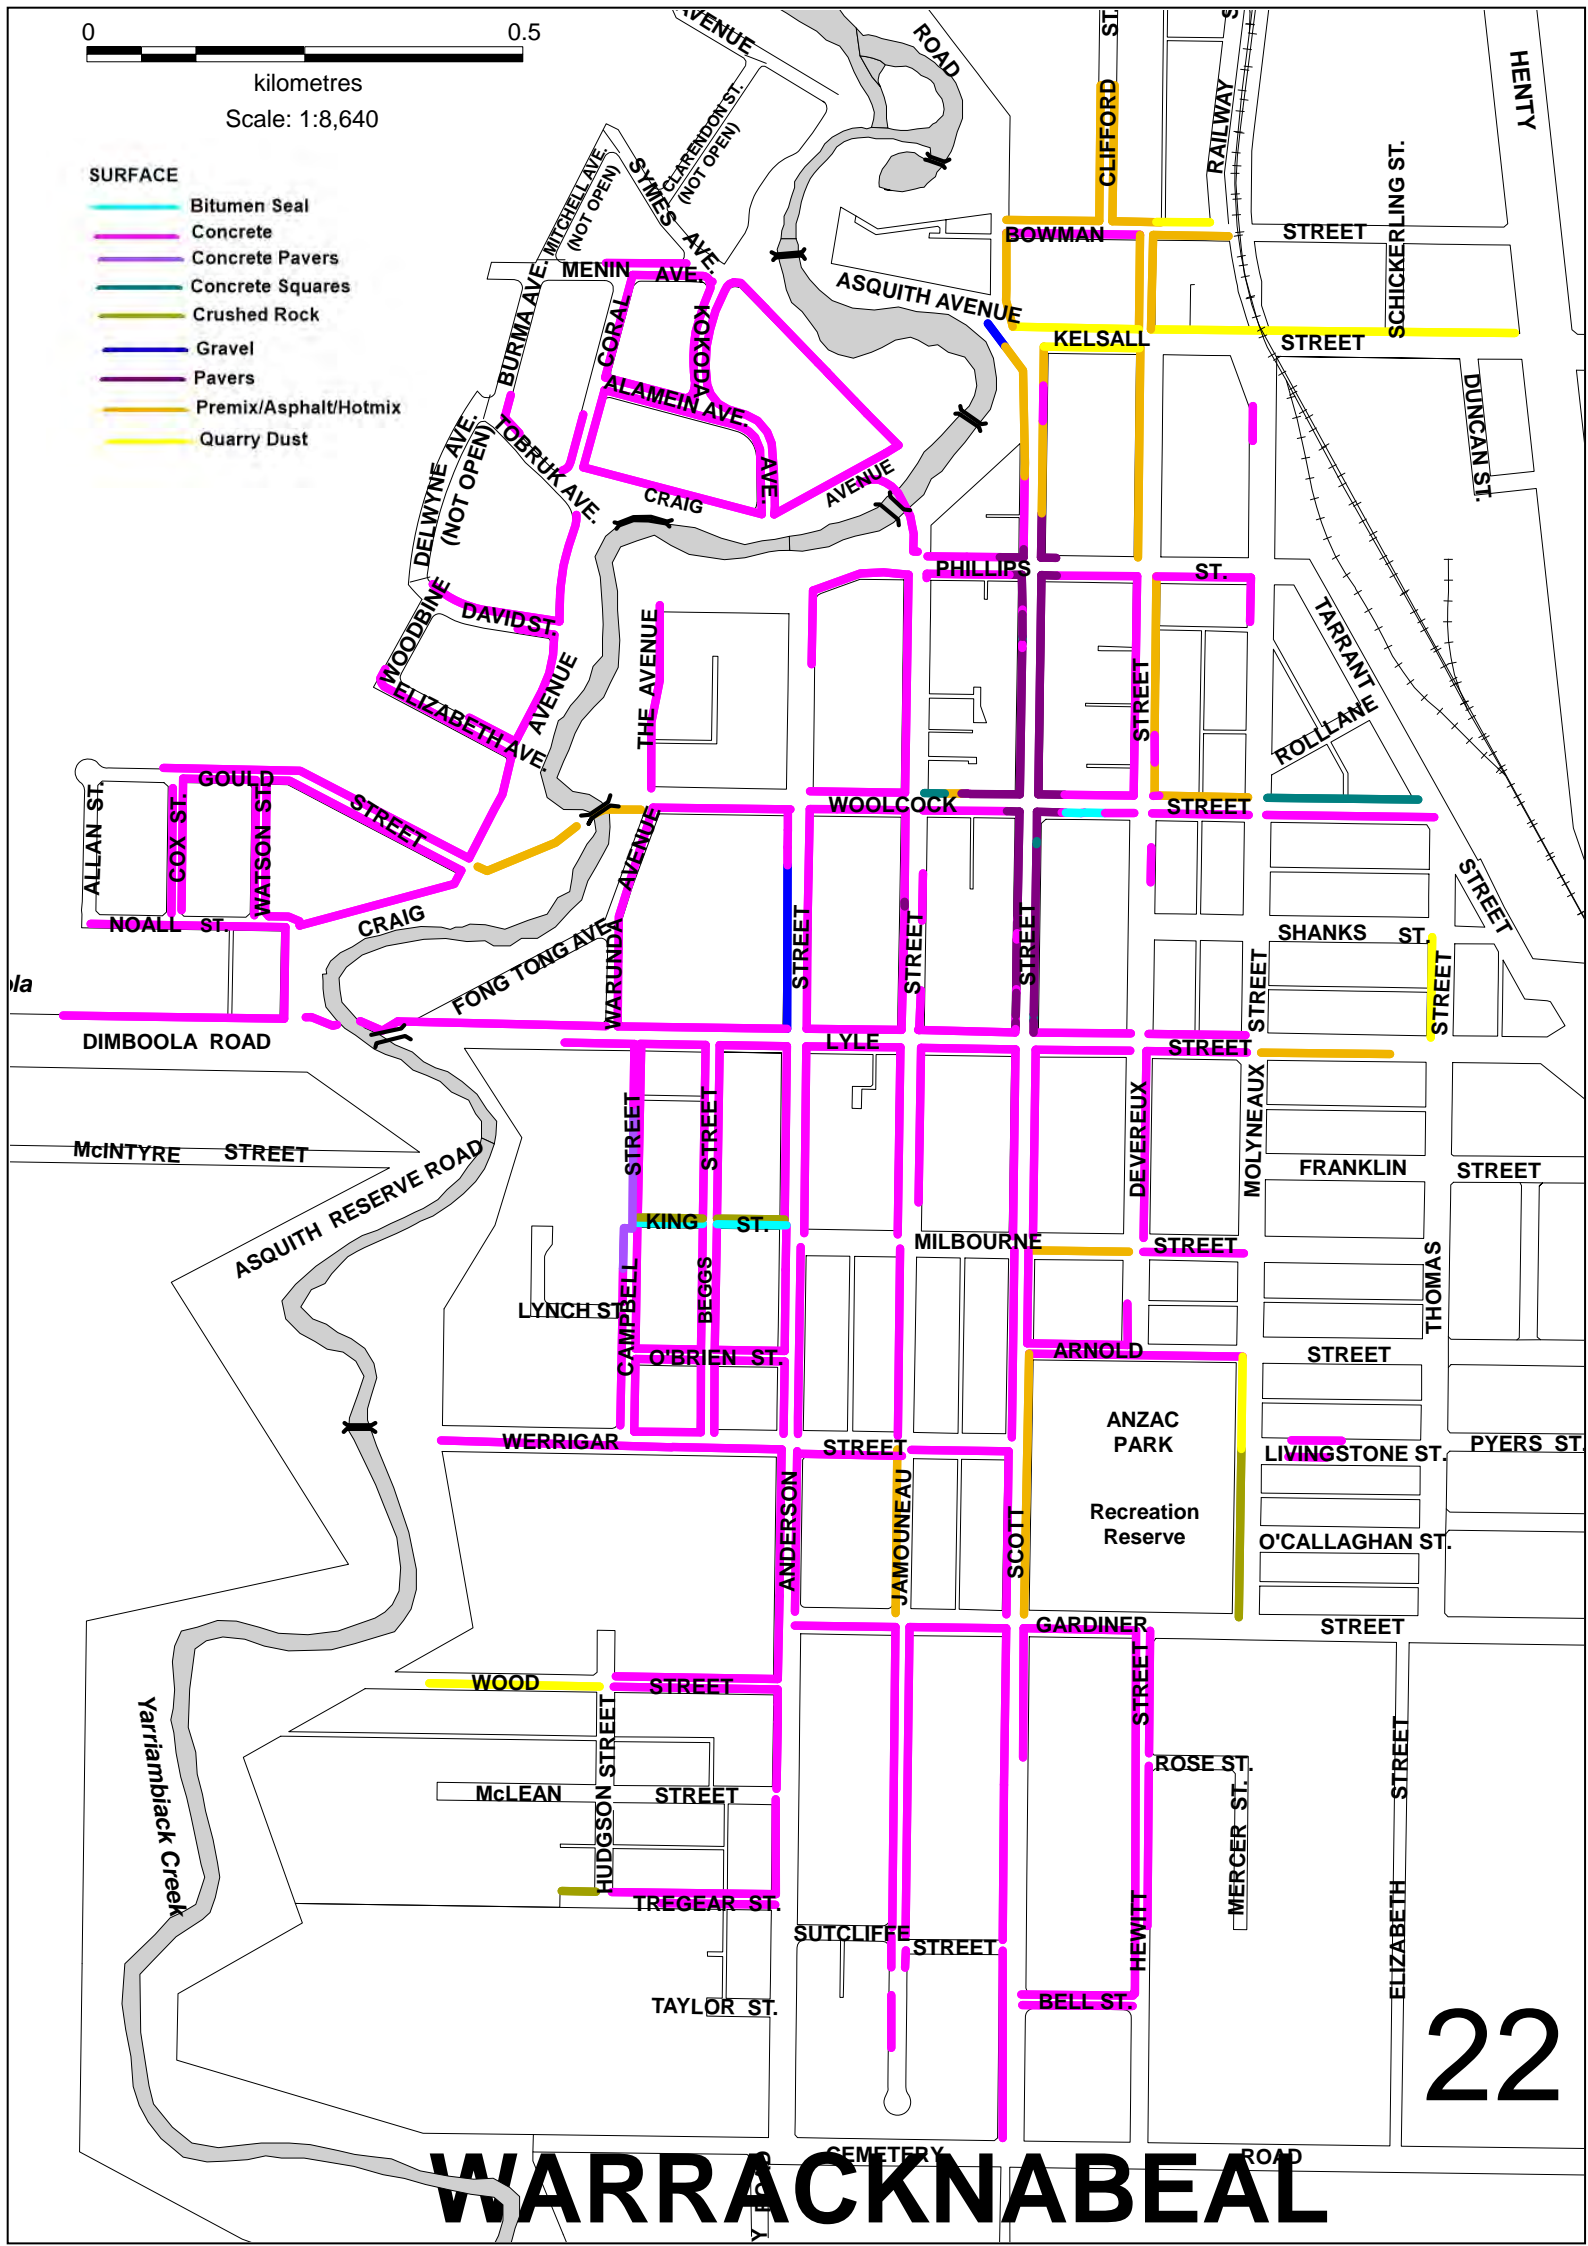 0 0.5
kilometres
Scale: 1:8,640
SURFACE
Bitumen Seal
Concrete
Concrete Pavers
Concrete Squares
Crushed Rock
Gravel
Pavers
Premix/Asphalt/Hotmix
Quarry Dust
AVENUE
ROAD
ST.
CLIFFORD
RAILWAY
HENTY
CLARENDON ST.
(NOT OPEN)
SYMES AVE.
MITCHELL AVE.
(NOT OPEN)
SCHICKERLING ST.
BOWMAN STREET
MENIN AVE.
ASQUITH AVENUE
BURMA AVE.
CORAL
KOKODA
AVE.
KELSALL STREET
ALAMEIN AVE.
DUNCAN ST.
DELWYNE AVE.
(NOT OPEN)
TOBRUK AVE.
CRAIG AVENUE
PHILLIPS ST.
WOODBINE
DAVID ST.
THE AVENUE
TARRANT
STREET
ELIZABETH AVE.
AVENUE
STREET
ROLL LANE
GOULD STREET
WOOLCOCK STREET
ALLAN ST.
COX ST.
WATSON ST.
AVENUE
WARUNDA
NOALL ST.
CRAIG
FONG TONG AVE.
STREET
STREET
STREET
SHANKS ST.
STREET
STREET
ola
DIMBOOLA ROAD
LYLE STREET
STREET
STREET
DEVEREUX
MOLYNEAUX
McINTYRE STREET
ASQUITH RESERVE ROAD
FRANKLIN STREET
KING ST.
MILBOURNE STREET
LYNCH ST.
CAMPBELL
BEGGS
THOMAS
O'BRIEN ST.
ARNOLD STREET
ANZAC
PARK
WERRIGAR STREET
LIVINGSTONE ST.
PYERS ST.
ANDERSON
JAMOUNEAU
SCOTT
Recreation
Reserve
O'CALLAGHAN ST.
GARDINER STREET
WOOD STREET
STREET
HUDGSON STREET
Yarriambiack Creek
ROSE ST.
McLEAN STREET
MERCER ST.
ELIZABETH STREET
TREGEAR ST.
SUTCLIFFE STREET
HEWITT
TAYLOR ST.
BELL ST.
22
CEMETERY ROAD
WARRACKNABEAL
Y ROAD